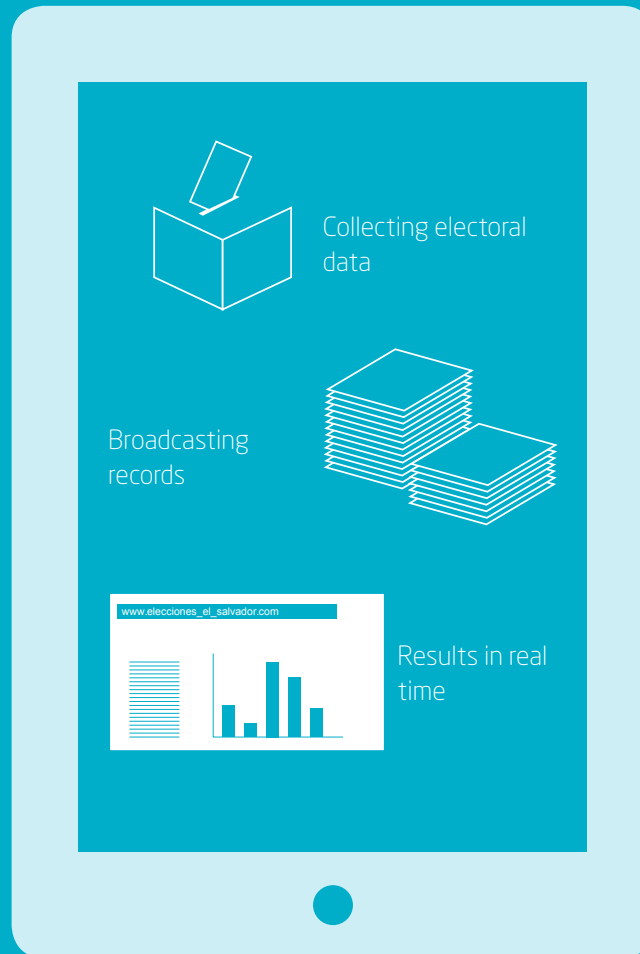 Collecting electoral
data
Broadcasting
records
www.elecciones_el_salvador.com
Results in real
time